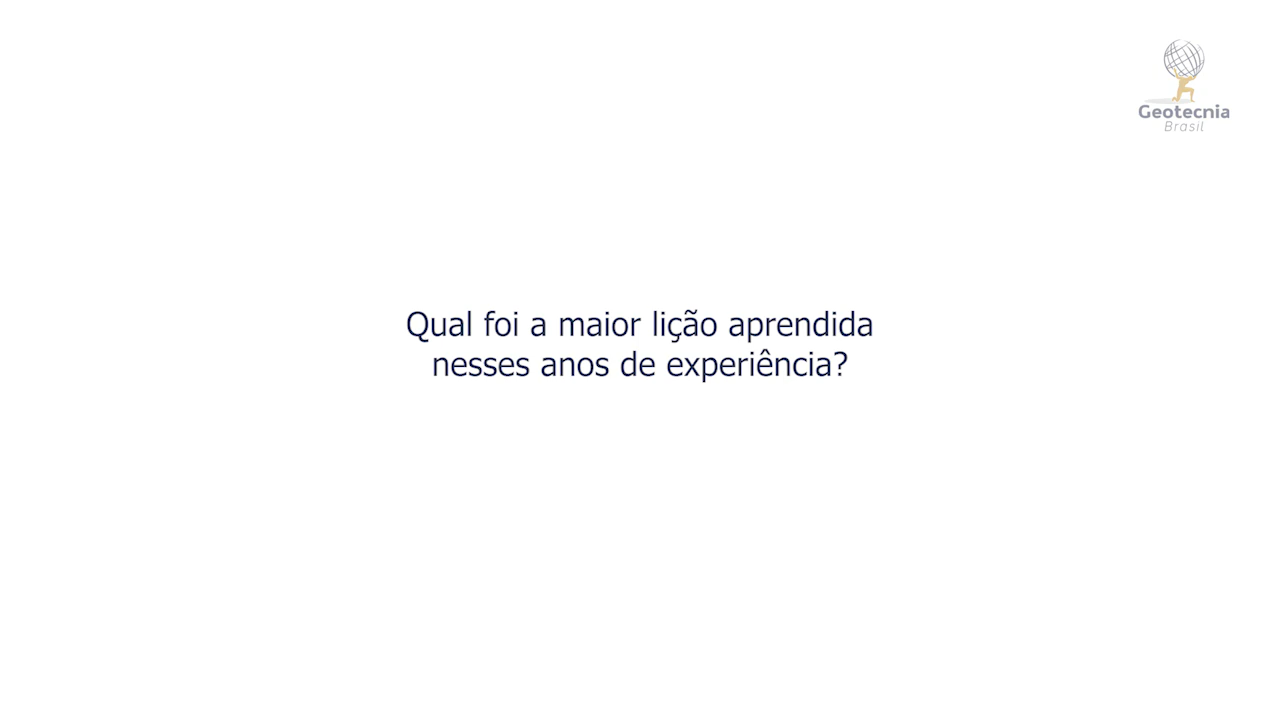 Geotecnia
Brasil
Qual foi a maior lição aprendida
nesses anos de experiência?